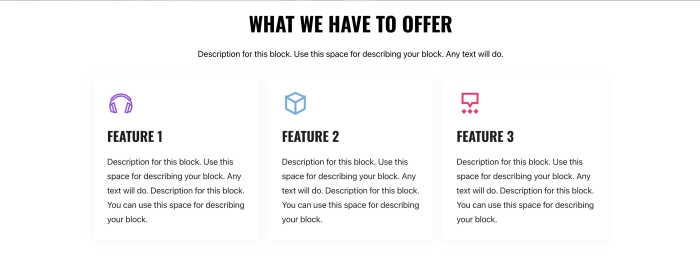 WHAT WE HAVE TO OFFER
Description for this block. Use this space for describing your block. Any text will do.
FEATURE 1
Description for this block. Use this
space for describing your block. Any
text will do. Description for this block.
You can use this space for describing
your block.
FEATURE 2
Description for this block. Use this
space for describing your block. Any
text will do. Description for this block.
You can use this space for describing
your block.
FEATURE 3
Description for this block. Use this
space for describing your block. Any
text will do. Description for this block.
You can use this space for describing
your block.